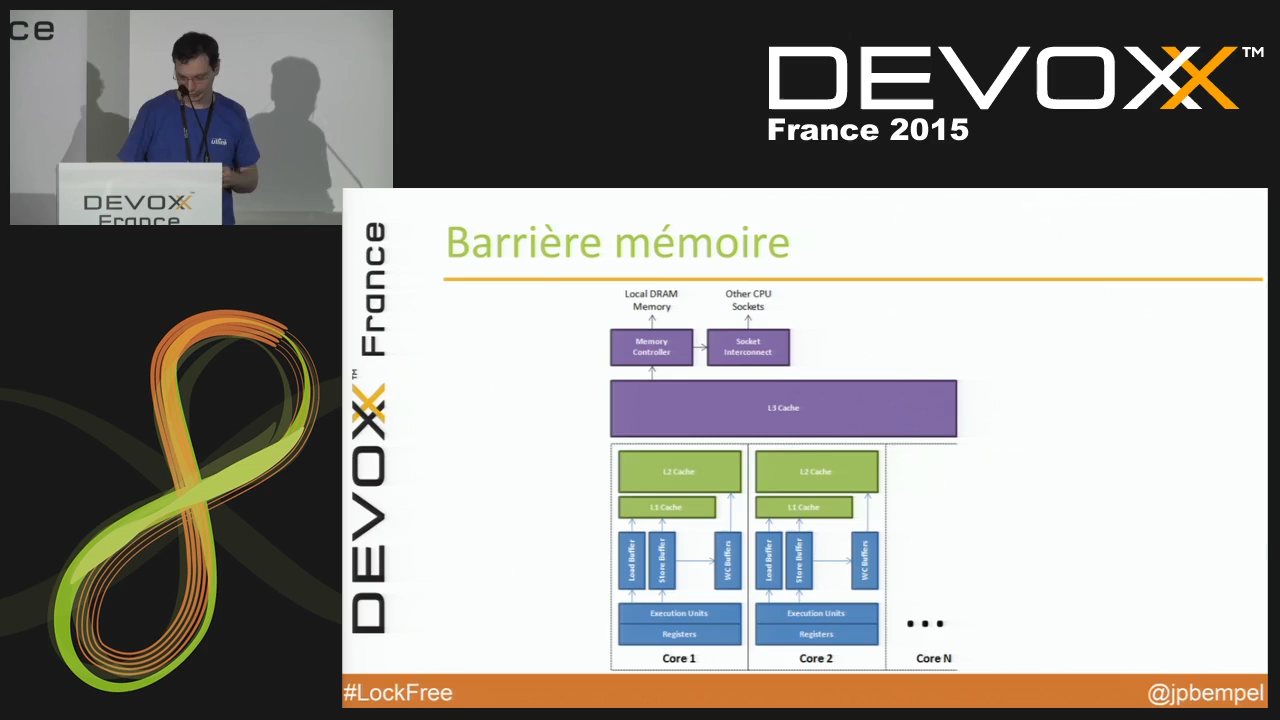 ce
DEVOXX™
France
DEVOXX™
France 2015
DEVOXX™ France
Barrière mémoire
Local DRAM
Memory
Other CPU
Sockets
Memory
Controller
Socket
Interconnect
L3 Cache
L2 Cache
L2 Cache
L1 Cache
L1 Cache
Load Buffer
Store Buffer
WC Buffers
Load Buffer
Store Buffer
WC Buffers
Execution Units
Execution Units
Registers
Registers
...
Core 1
Core 2
Core N
#LockFree
@jpbempel